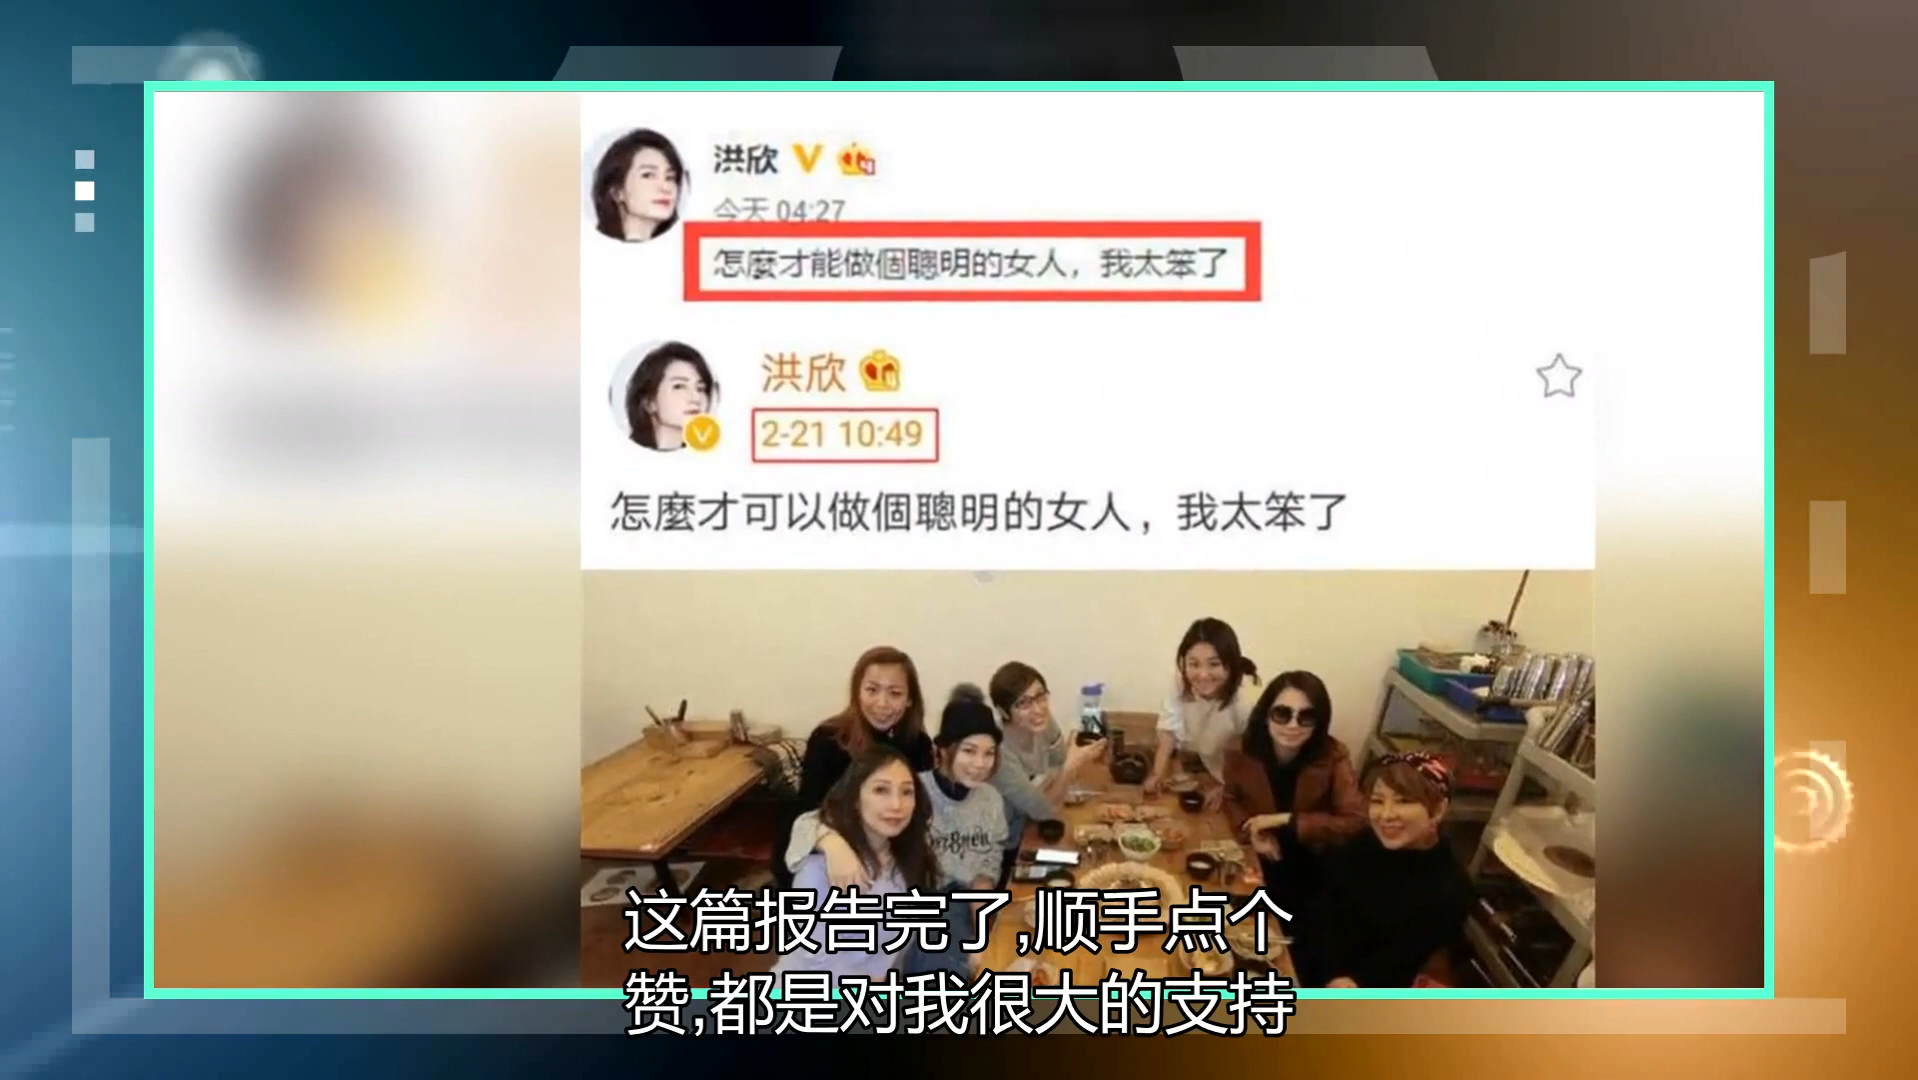 洪欣
今天 04:27
怎麼才能做個聰明的女人，我太笨了
洪欣
2-21 10:49
怎麼才可以做個聰明的女人，我太笨了
这篇报告完了,顺手点个
赞,都是对我很大的支持